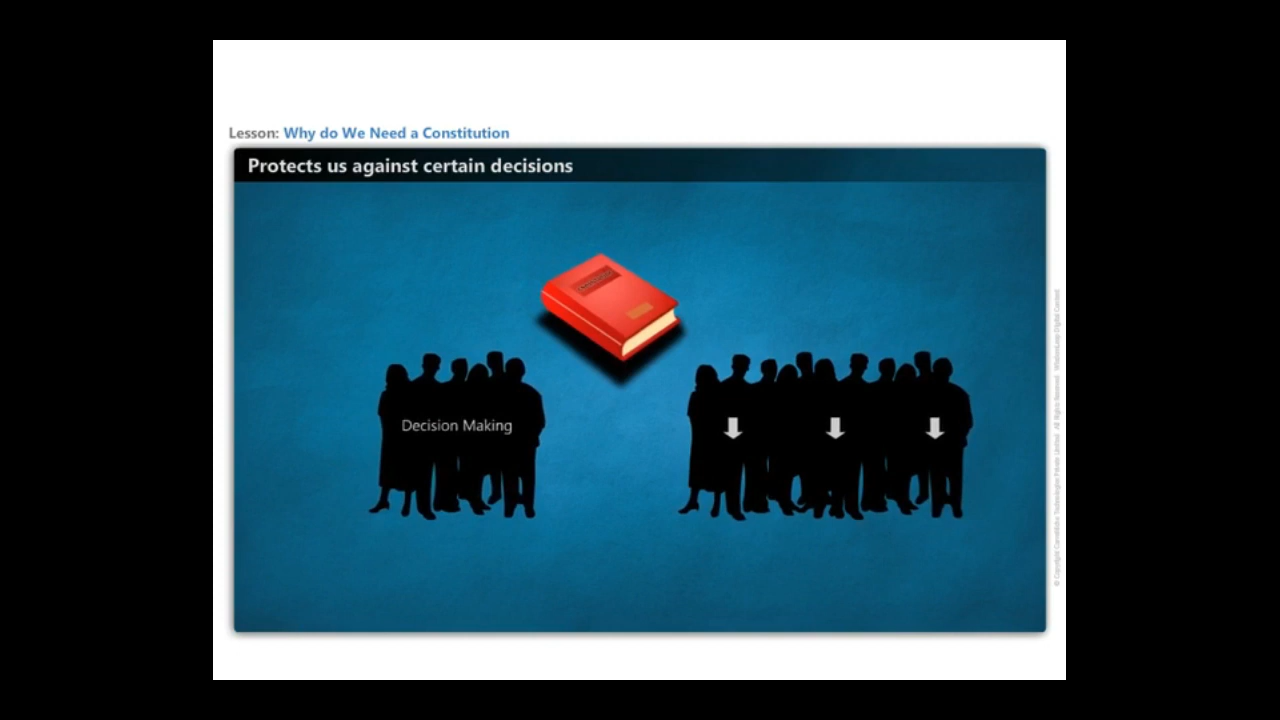 Lesson: Why do We Need a Constitution
Protects us against certain decisions
Decision Making